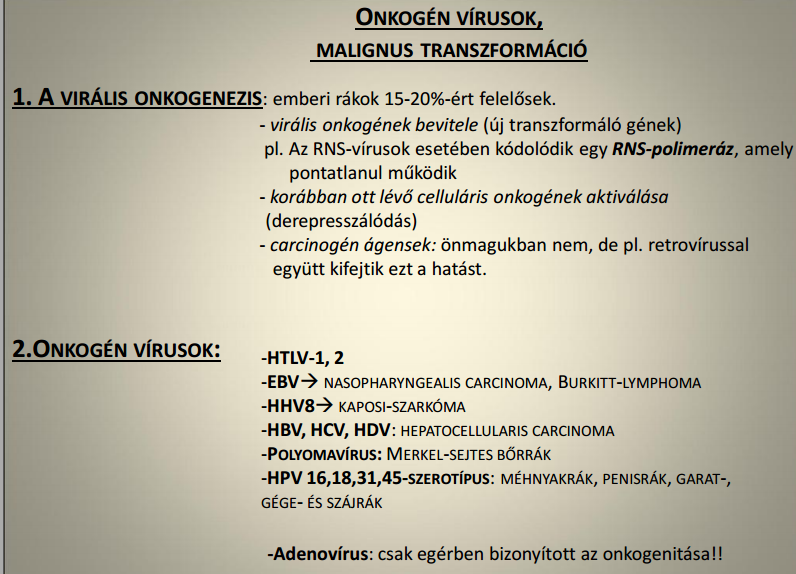 ONKOGÉN VÍRUSOK,
MALIGNUS TRANSZFORMÁCIÓ
1. A VIRÁLIS ONKOGENEZIS: emberi rákok 15-20%-ért felelősek.
- virális onkogének bevitele (új transzformáló gének)
pl. Az RNS-vírusok esetében kódolódik egy RNS-polimeráz, amely
pontatlanul működik
- korábban ott lévő celluláris onkogének aktiválása
(derepresszálódás)
- carcinogén ágensek: önmagukban nem, de pl. retrovírussal
együtt kifejtik ezt a hatást.
2.ONKOGÉN VÍRUSOK:
-HTLV-1, 2
-EBV→ NASOPHARYNGEALIS CARCINOMA, BURKITT-LYMPHOMA
-HHV8→ KAPOSI-SZARKÓMA
-HBV, HCV, HDV: HEPATOCELLULARIS CARCINOMA
-POLYOMAVÍRUS: MERKEL-SEJTES BŐRRÁK
-HPV 16,18,31,45-SZEROTÍPUS: MÉHNYAKRÁK, PENISRÁK, GARAT-,
GÉGE- ÉS SZÁJRÁK
-Adenovírus: csak egérben bizonyított az onkogenitása!!